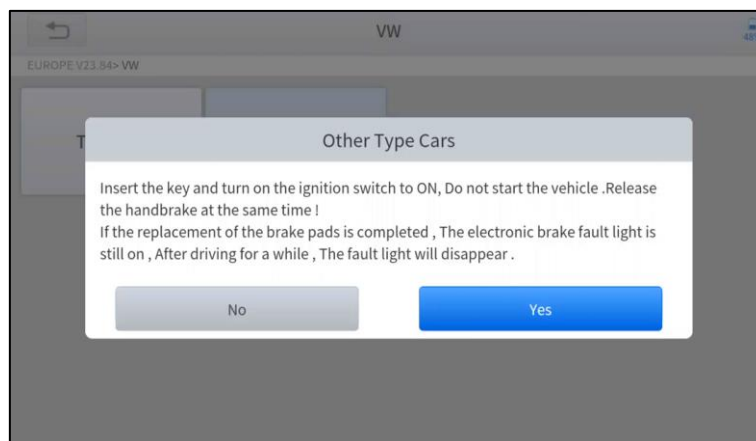 VW
48%
EUROPE V23.84> VW
T
Other Type Cars
Insert the key and turn on the ignition switch to ON, Do not start the vehicle .Release
the handbrake at the same time !
If the replacement of the brake pads is completed , The electronic brake fault light is
still on , After driving for a while , The fault light will disappear .
No
Yes